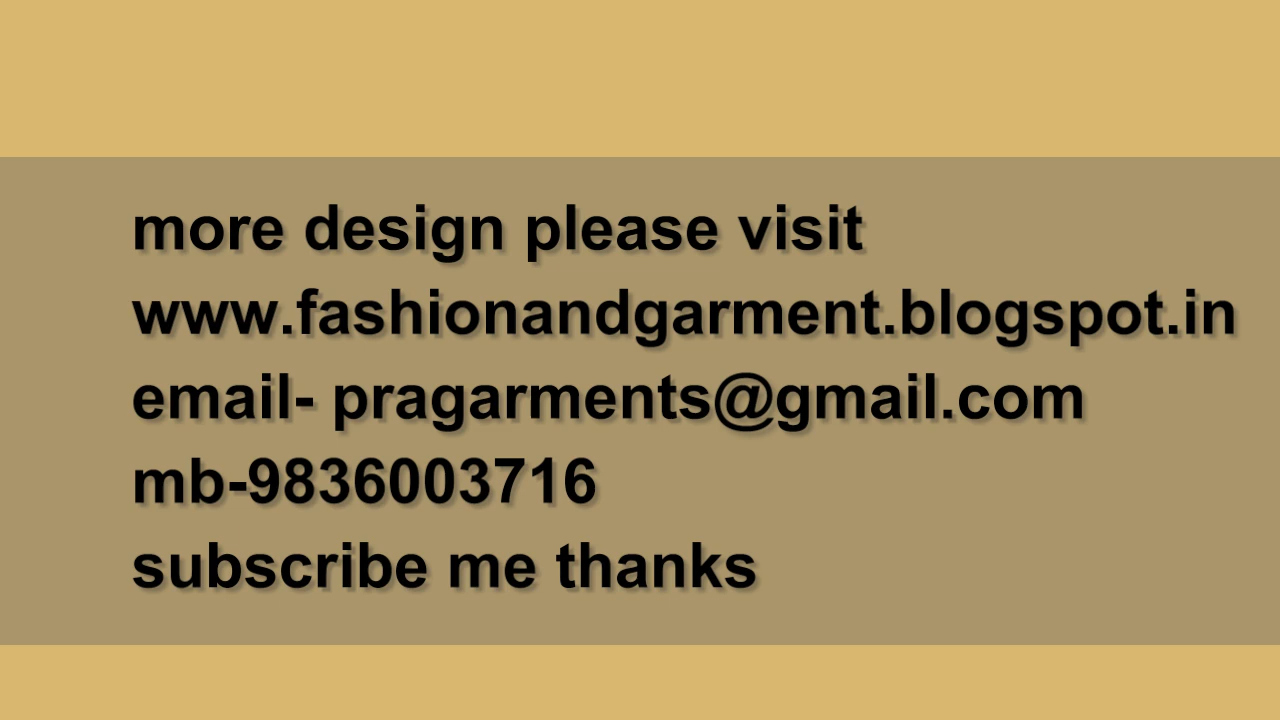 more design please visit
www.fashionandgarment.blogspot.in
email- pragarments@gmail.com
mb-9836003716
subscribe me thanks